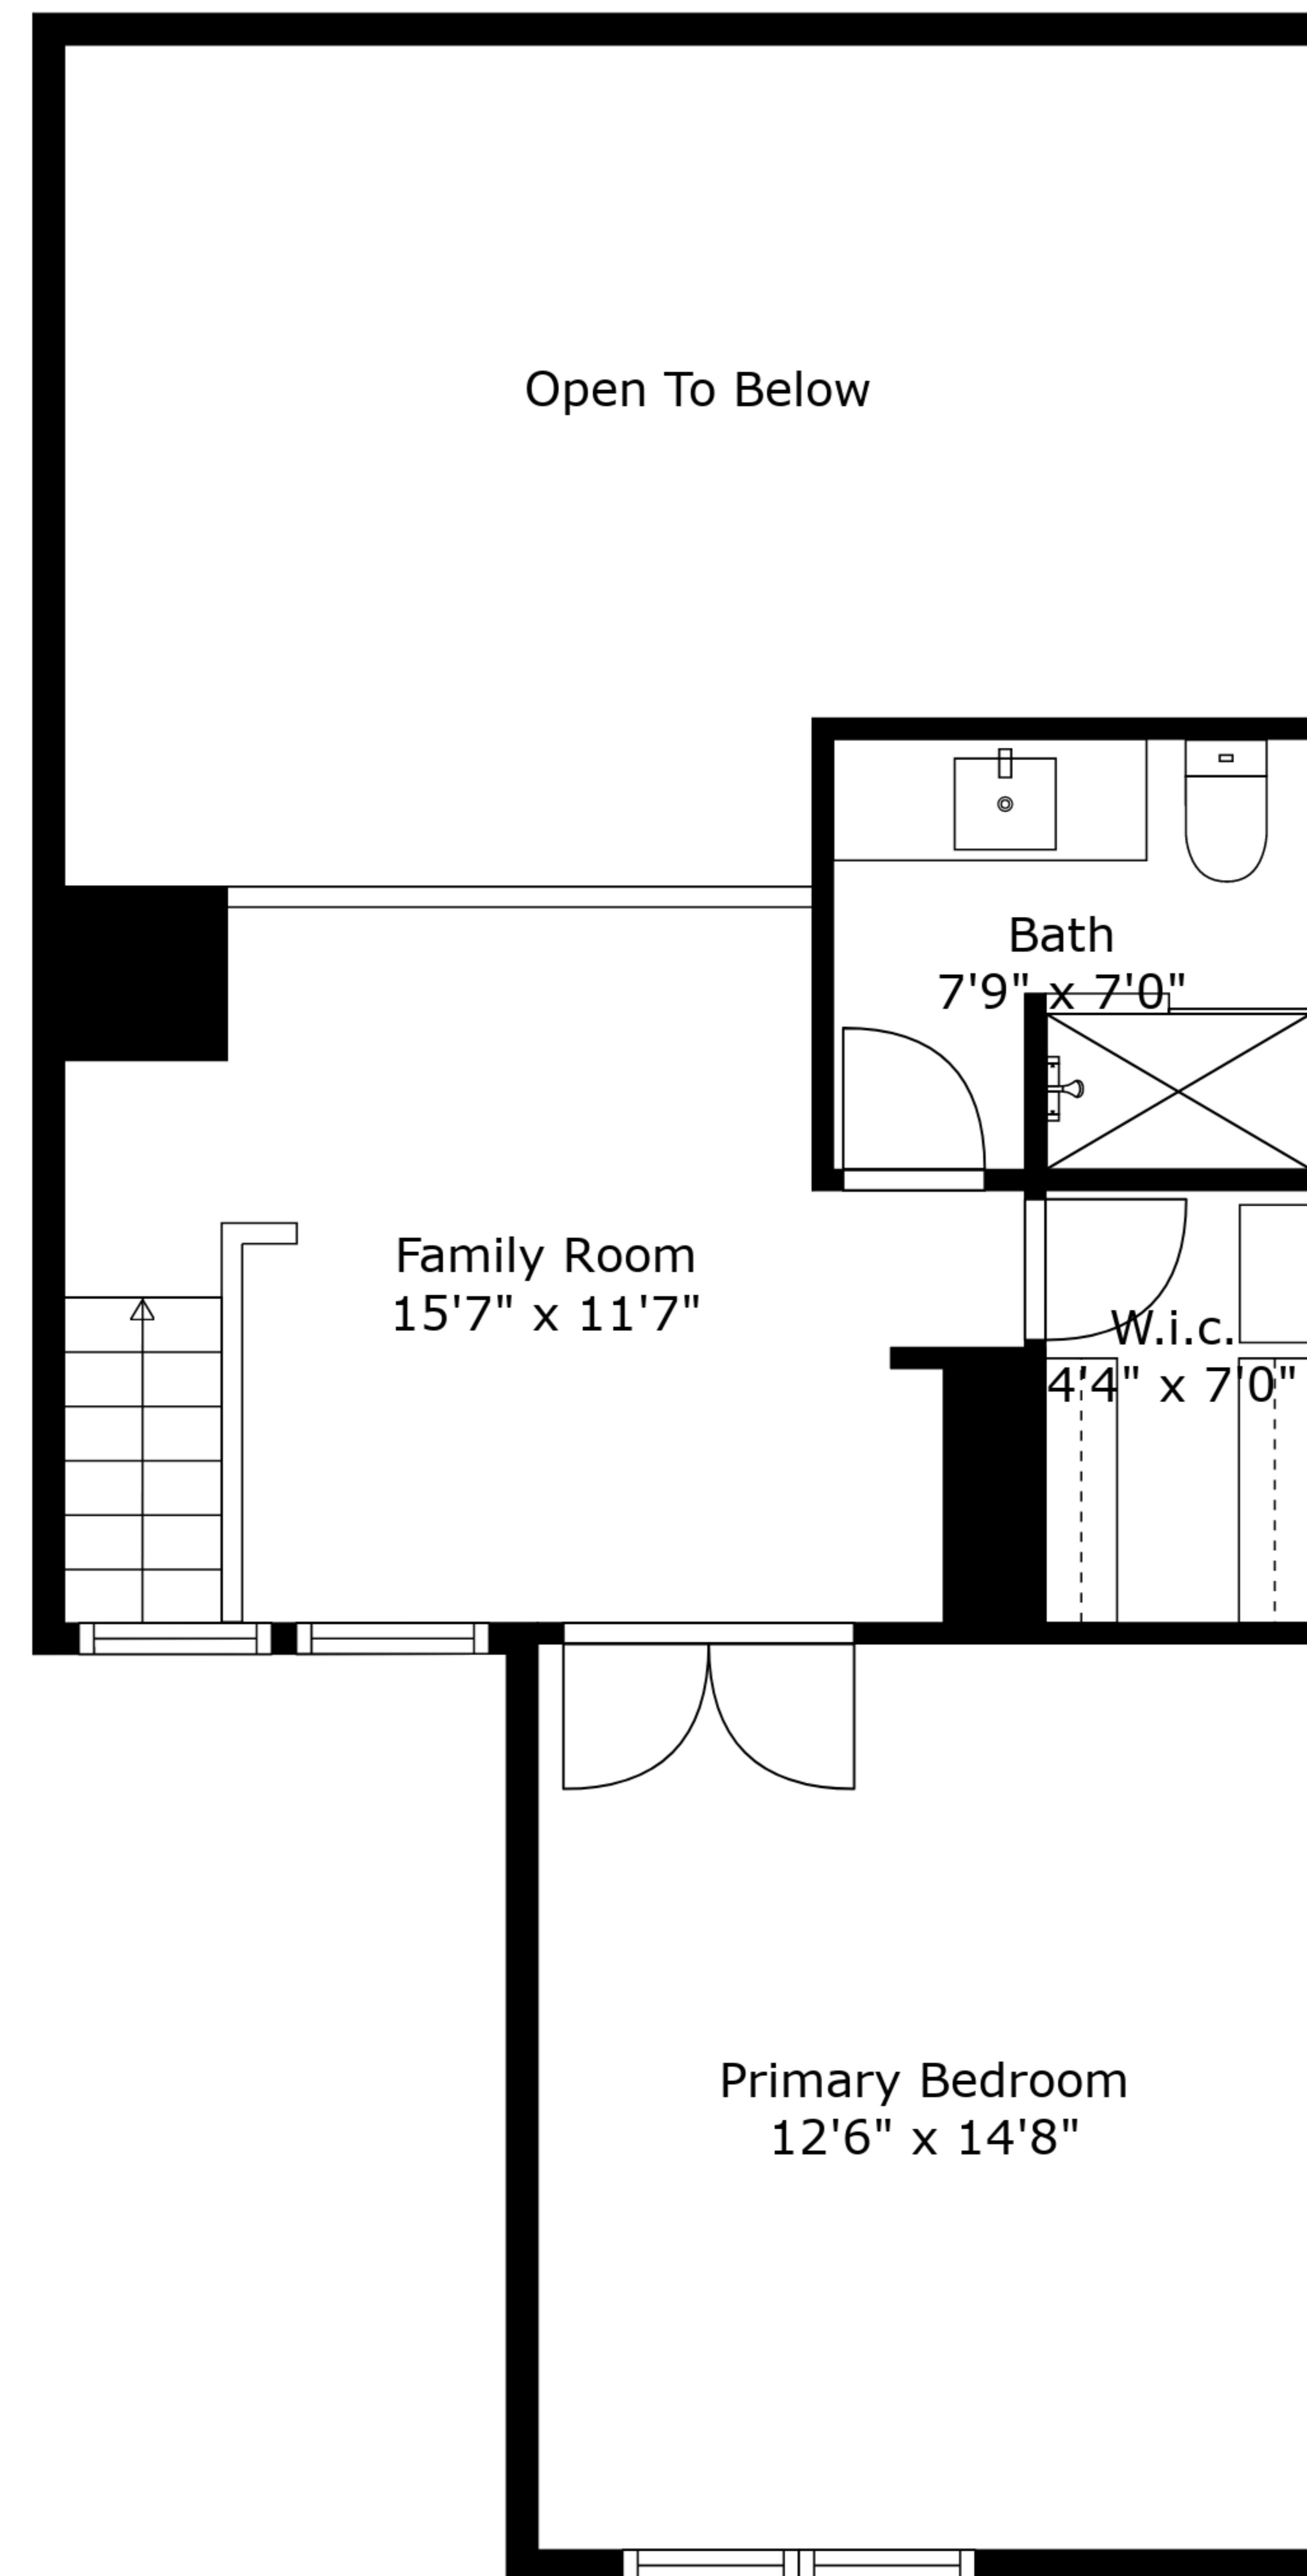 Open To Below
Bath
7'9" x 7'0"
Family Room
15'7" x 11'7"
W.i.c.
4'4" x 7'0"
Primary Bedroom
12'6" x 14'8"